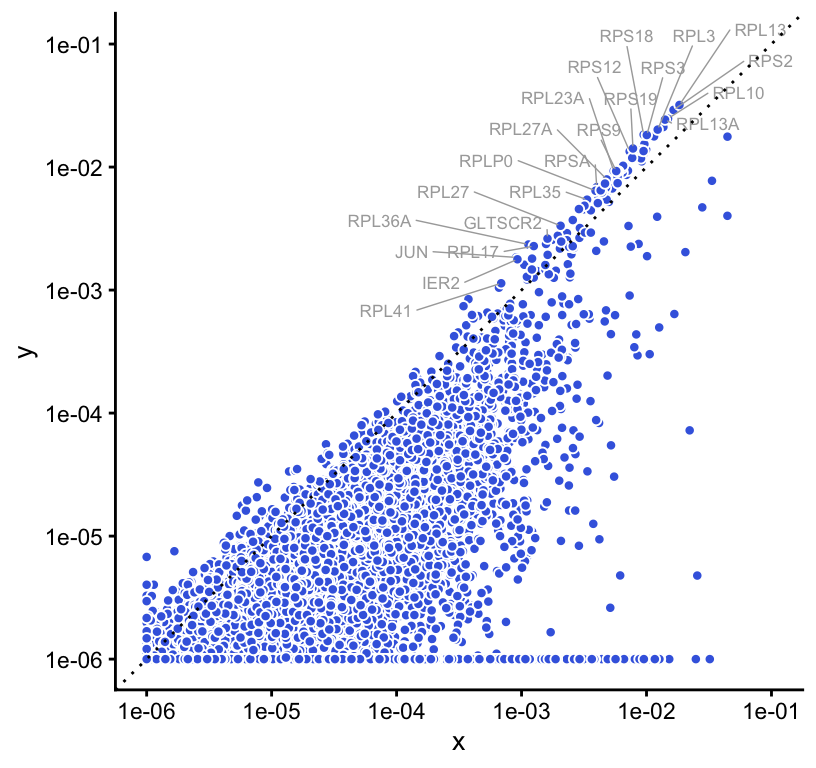 1e-01
RPS18
RPL3
RPL13
RPS12
RPS3
RPS2
RPL23A
RPS19
RPL10
RPL27A
RPS9
RPL13A
1e-02
RPLP0
RPSA
RPL27
RPL35
RPL36A
GLTSCR2
JUN
RPL17
IER2
1e-03
RPL41
y
1e-04
1e-05
1e-06
1e-06 1e-05 1e-04 1e-03 1e-02 1e-01
x